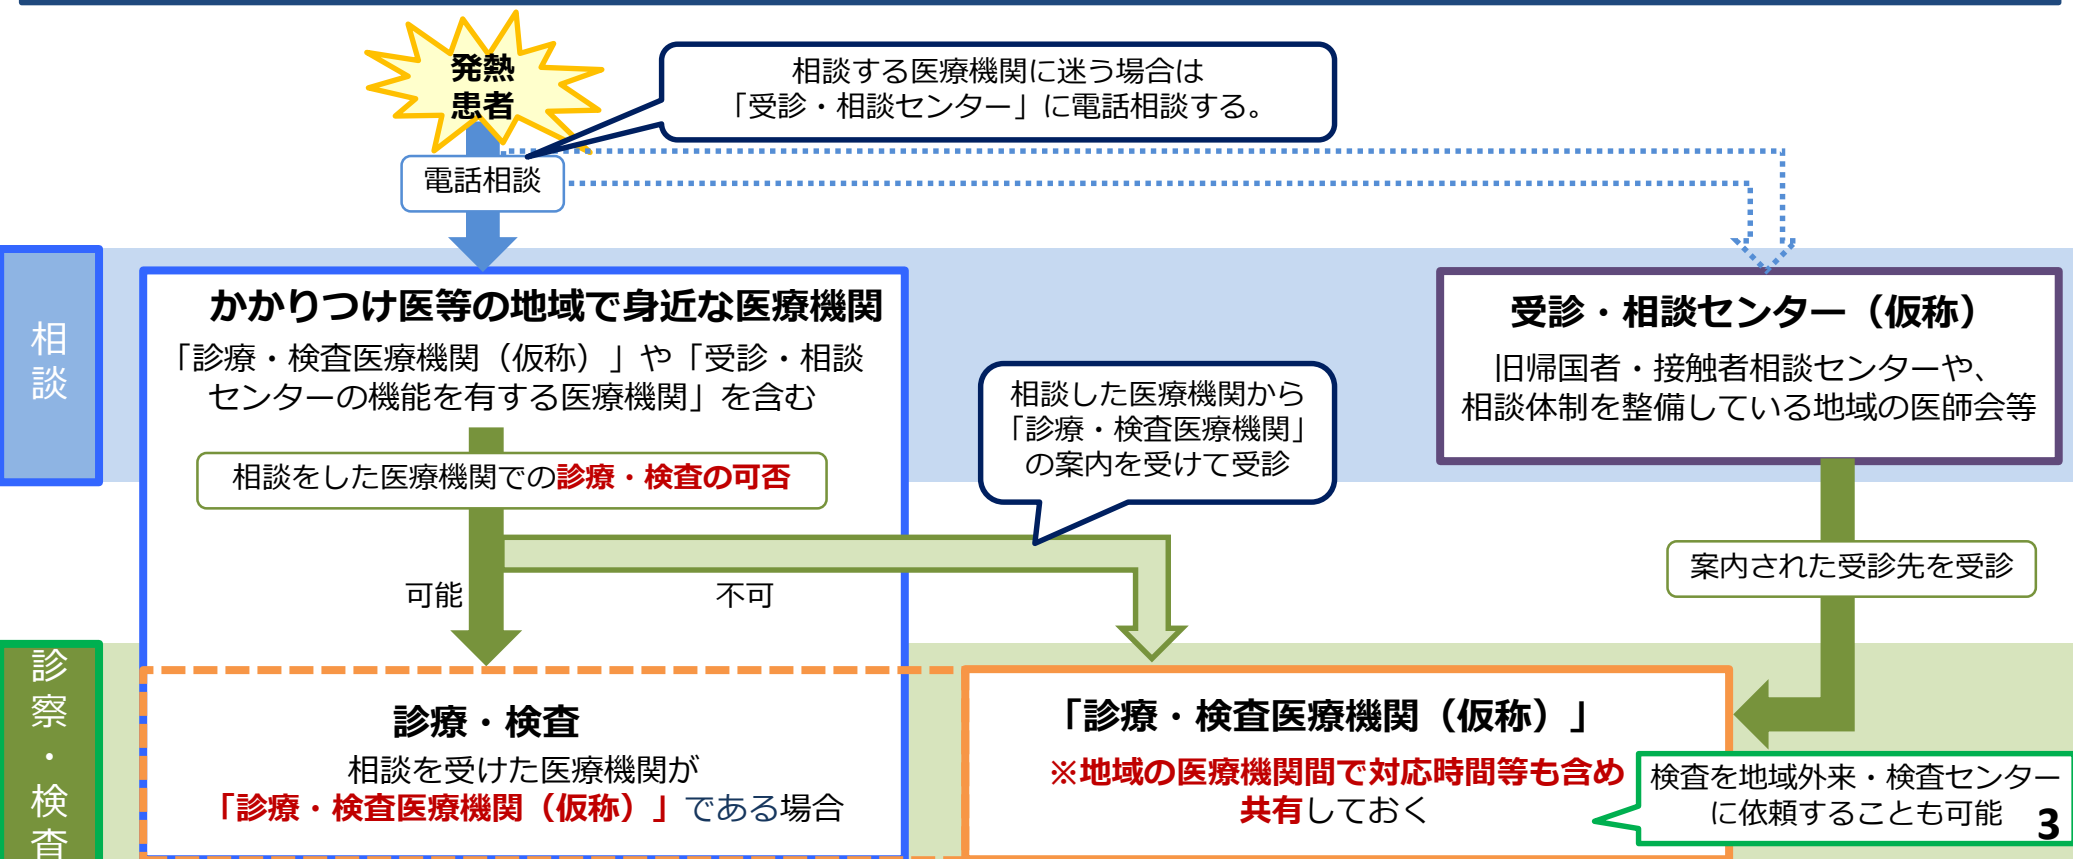 発熱
患者
相談する医療機関に迷う場合は
「受診・相談センター」に電話相談する。
電話相談
相談
かかりつけ医等の地域で身近な医療機関
「診療・検査医療機関（仮称）」や「受診・相談
センターの機能を有する医療機関」を含む
相談をした医療機関での診療・検査の可否
可能
不可
相談した医療機関から
「診療・検査医療機関」
の案内を受けて受診
受診・相談センター（仮称）
旧帰国者・接触者相談センターや、
相談体制を整備している地域の医師会等
案内された受診先を受診
診察・検査
診療・検査
相談を受けた医療機関が
「診療・検査医療機関（仮称）」である場合
「診療・検査医療機関（仮称）」
※地域の医療機関間で対応時間等も含め
共有しておく
検査を地域外来・検査センター
に依頼することも可能
3